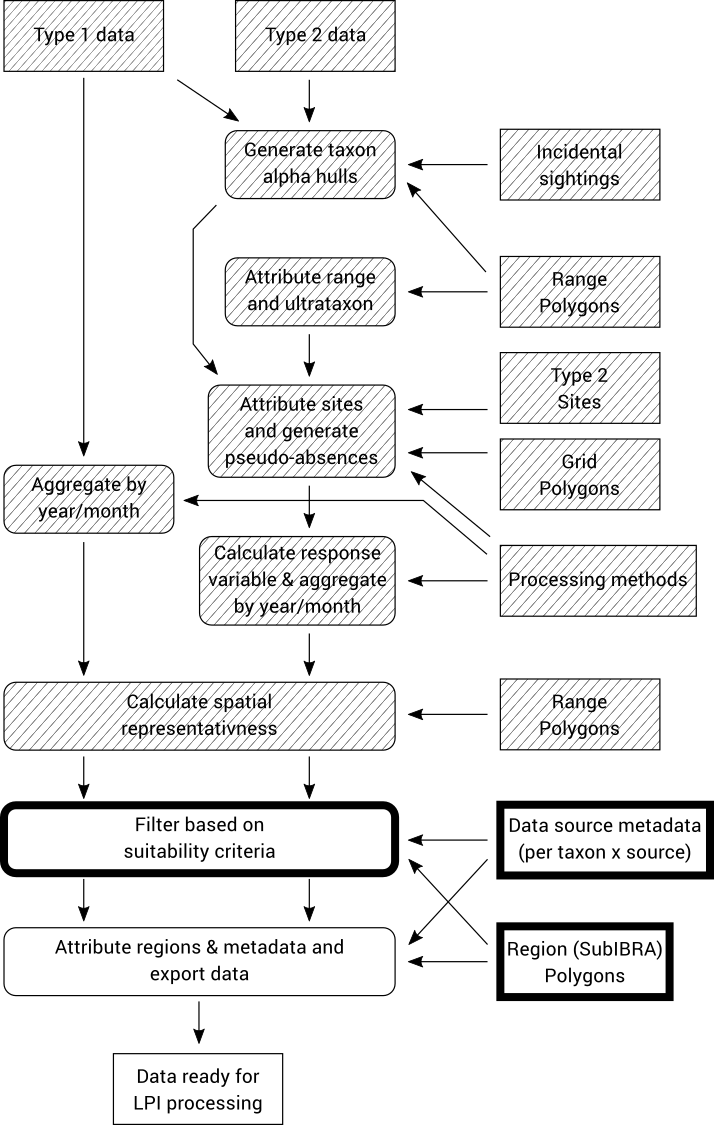 Type 1 data
Type 2 data
Generate taxon
alpha hulls
Incidental
sightings
Attribute range
and ultrataxon
Range
Polygons
Attribute sites
and generate
pseudo-absences
Type 2
Sites
Grid
Polygons
Aggregate by
year/month
Calculate response
variable & aggregate
by year/month
Processing methods
Calculate spatial
representativness
Range
Polygons
Filter based on
suitability criteria
Data source metadata
(per taxon x source)
Attribute regions & metadata and
export data
Region (SubIBRA)
Polygons
Data ready for
LPI processing